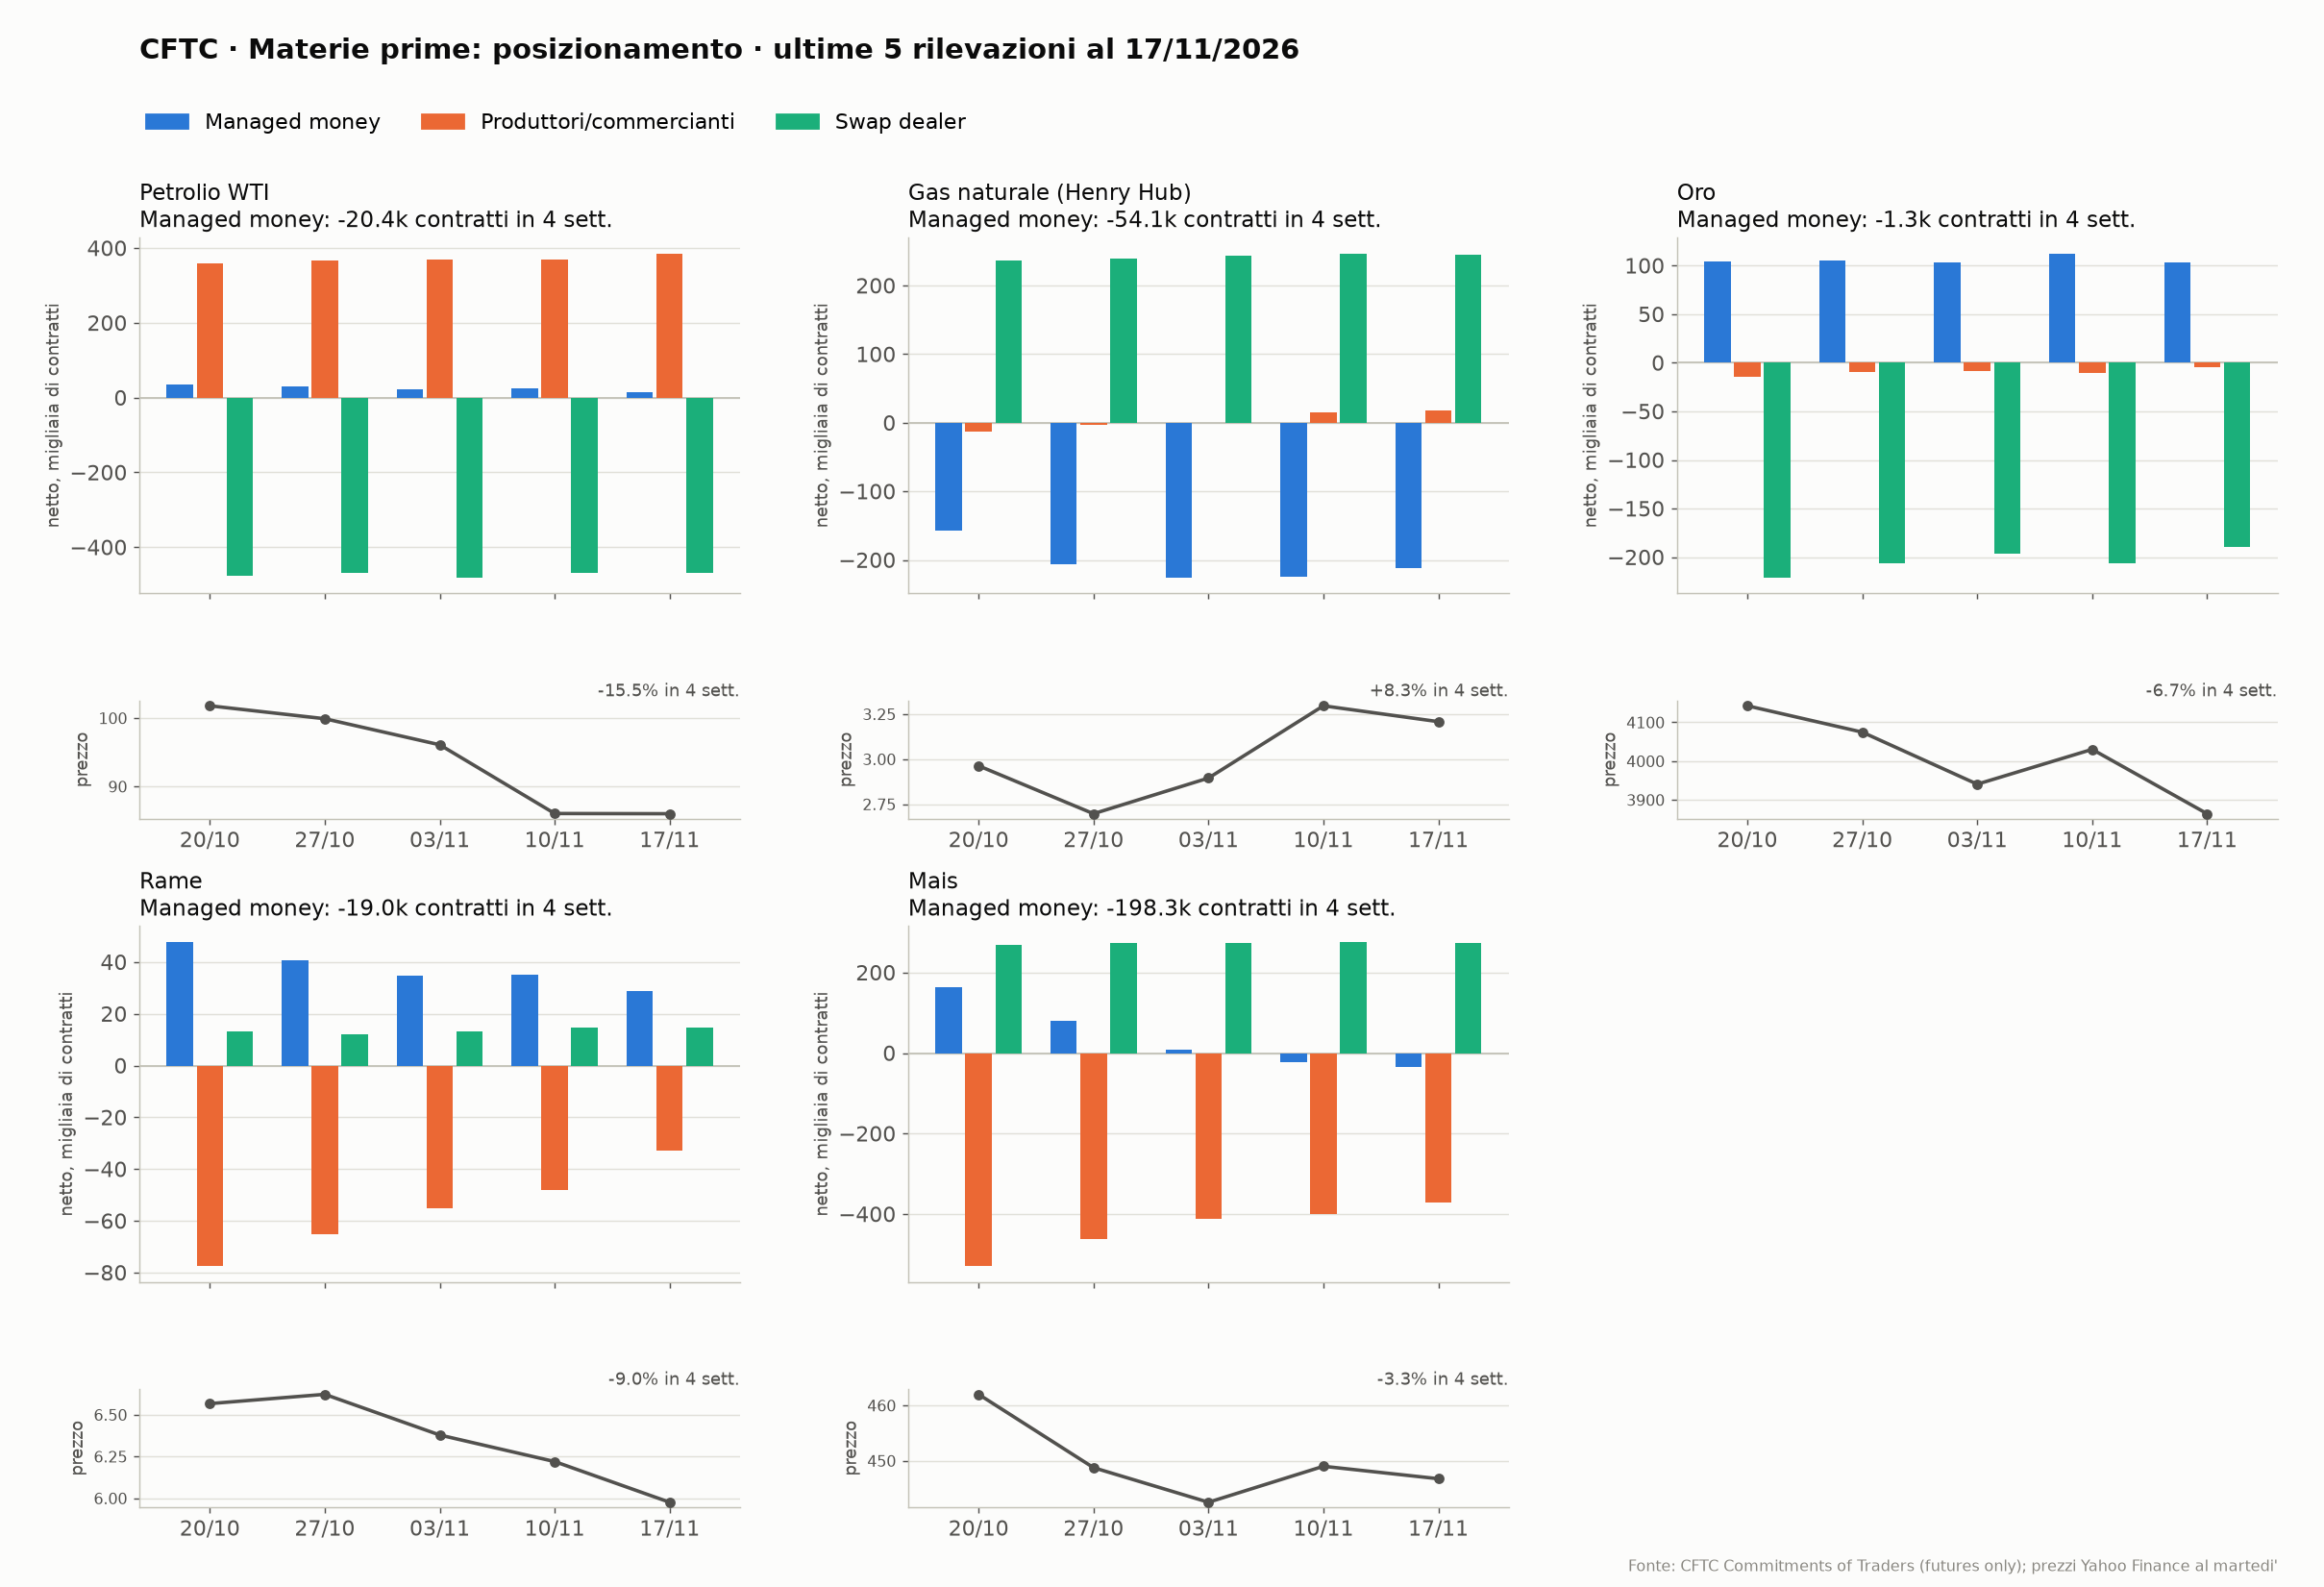 CFTC · Materie prime: posizionamento · ultime 5 rilevazioni al 17/11/2026
Managed money
Produttori/commercianti
Swap dealer
Petrolio WTI
Managed money: -20.4k contratti in 4 sett.
netto, migliaia di contratti
400
200
0
−200
−400
-15.5% in 4 sett.
prezzo
100
90
20/10 27/10 03/11 10/11 17/11
Gas naturale (Henry Hub)
Managed money: -54.1k contratti in 4 sett.
netto, migliaia di contratti
200
100
0
−100
−200
+8.3% in 4 sett.
prezzo
3.25
3.00
2.75
20/10 27/10 03/11 10/11 17/11
Oro
Managed money: -1.3k contratti in 4 sett.
netto, migliaia di contratti
100
50
0
−50
−100
−150
−200
-6.7% in 4 sett.
prezzo
4100
4000
3900
20/10 27/10 03/11 10/11 17/11
Rame
Managed money: -19.0k contratti in 4 sett.
netto, migliaia di contratti
40
20
0
−20
−40
−60
−80
-9.0% in 4 sett.
prezzo
6.50
6.25
6.00
20/10 27/10 03/11 10/11 17/11
Mais
Managed money: -198.3k contratti in 4 sett.
netto, migliaia di contratti
200
0
−200
−400
-3.3% in 4 sett.
prezzo
460
450
20/10 27/10 03/11 10/11 17/11
Fonte: CFTC Commitments of Traders (futures only); prezzi Yahoo Finance al martedi'